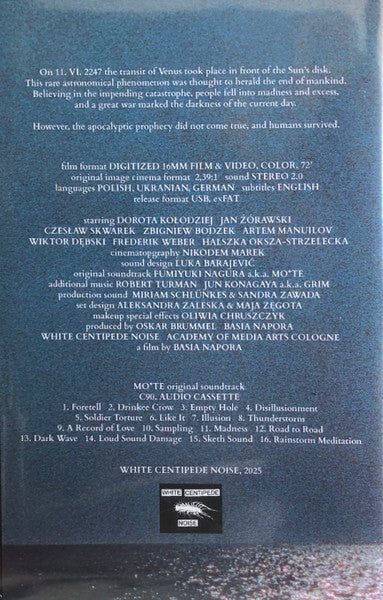 On 11. VI. 2247 the transit of Venus took place in front of the Sun's disk.
This rare astronomical phenomenon was thought to herald the end of mankind.
Believing in the impending catastrophe, people fell into madness and excess,
and a great war marked the darkness of the current day.
However, the apocalyptic prophecy did not come true, and humans survived.
film format DIGITIZED 16MM FILM & VIDEO, COLOR, 72'
original image cinema format 2,39:1 sound STEREO 2.0
languages POLISH, UKRANIAN, GERMAN subtitles ENGLISH
release format USB, exFAT
starring DOROTA KOŁODZIEJ JAN ŻÓRAWSKI
CZESŁAW SKWAREK ZBIGNIEW BODZEK ARTEM MANUIŁOV
WIKTOR DĘBSKI FREDERIK WEBER HALSZKA OKSZA-STRZELECKA
cinematopgraphy NIKODEM MAREK
sound design LUKA BARAJEVIĆ
original soundtrack FUMIYUKI NAGURA a.k.a. MO*TE
additional music ROBERT TURMAN JUN KONAGAYA a.k.a. GRIM
production sound MIRIAM SCHLÜNKES & SANDRA ZAWADA
set design ALEKSANDRA ZALESKA & MAJA ZĘGOTA
makeup special effects OLIWIA CHRUSZCZYK
produced by OSKAR BRUMMEL BASIA NAPORA
WHITE CENTIPEDE NOISE ACADEMY OF MEDIA ARTS COLOGNE
a film by BASIA NAPORA
MO*TE original soundtrack
C90, AUDIO CASSETTE
1. Foretell 2. Drinkee Crow 3. Empty Hole 4. Disillusionment
5. Soldier Torture 6. Like It 7. Illusion 8. Thunderstorm
9. A Record of Love 10. Sampling 11. Madness 12. Road to Road
13. Dark Wave 14. Loud Sound Damage 15. Sketh Sound 16. Rainstorm Meditation
WHITE CENTIPEDE NOISE, 2025
WHITE CENTIPEDE
NOISE